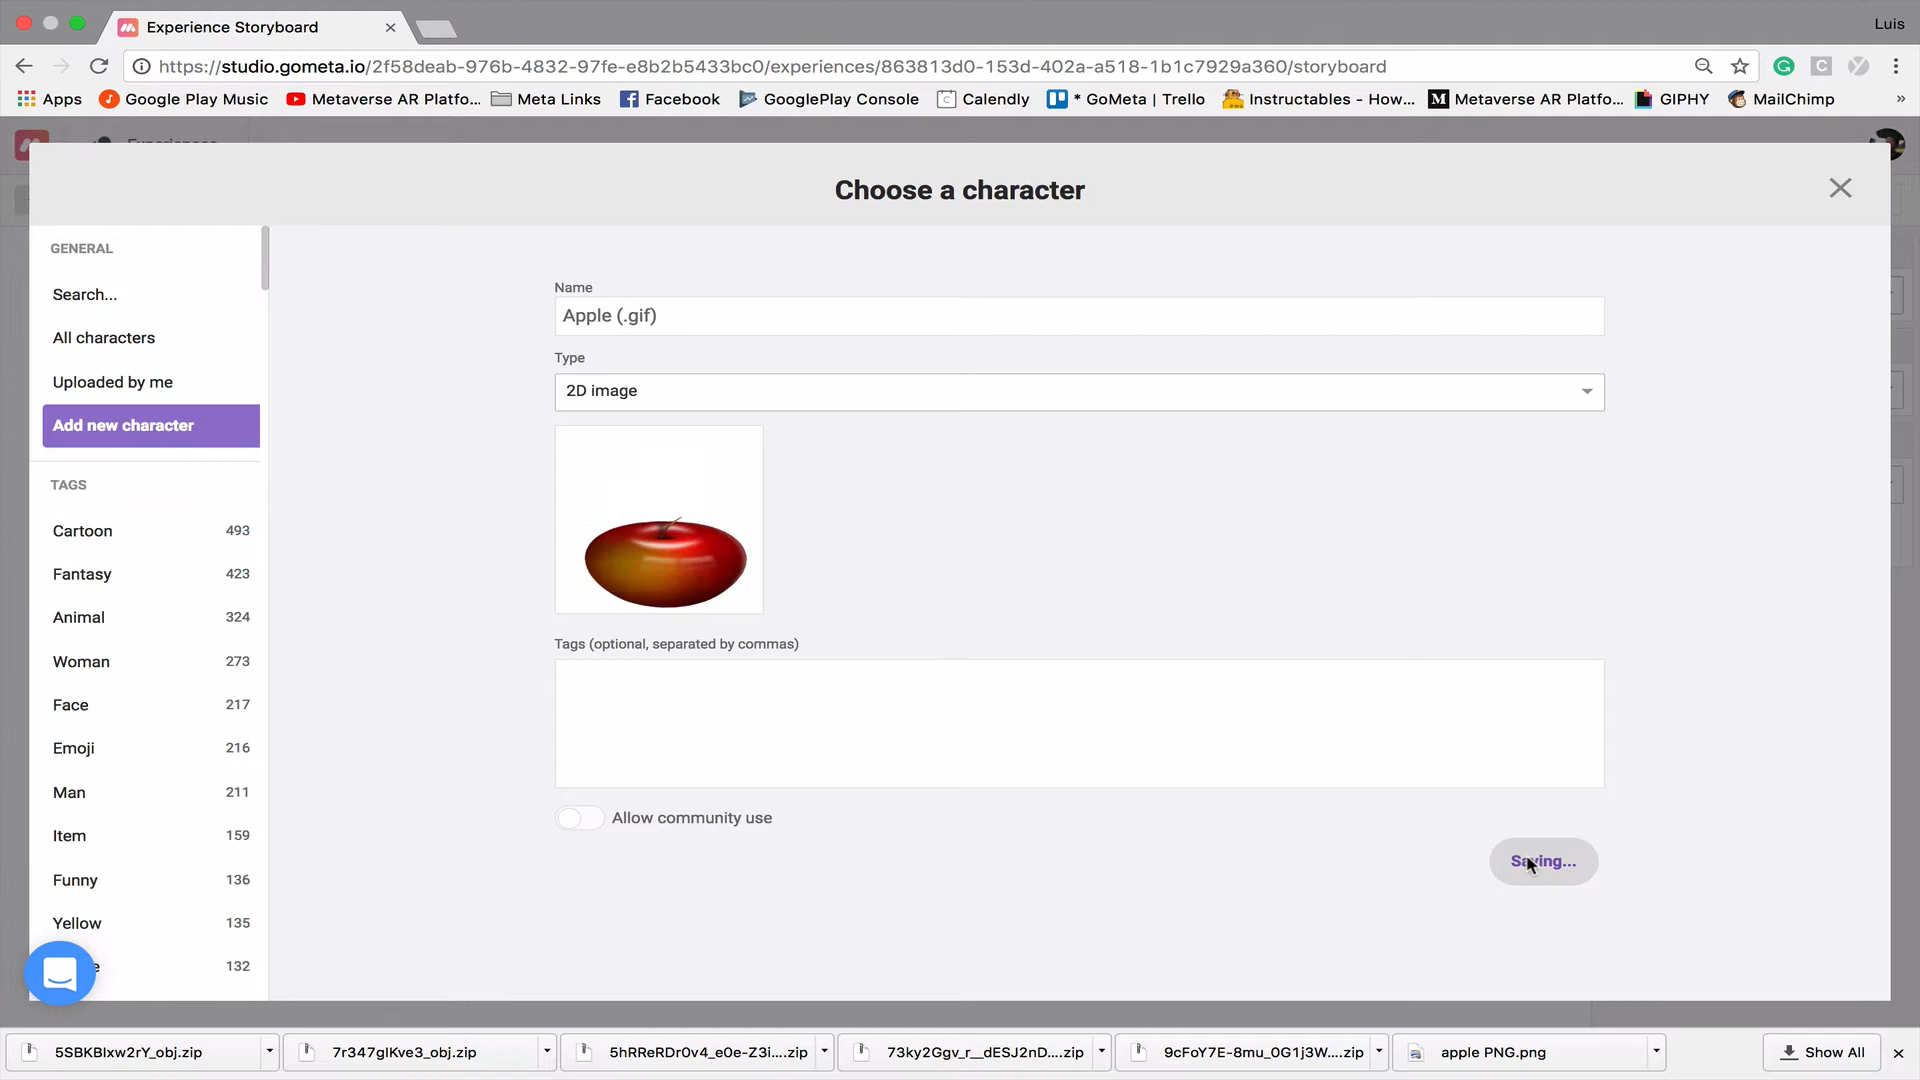 Experience Storyboard
Luis
https://studio.gometa.io/2f58deab-976b-4832-97fe-e8b2b5433bc0/experiences/863813d0-153d-402a-a518-1b1c7929a360/storyboard
Apps Google Play Music Metaverse AR Platfo... Meta Links Facebook GooglePlay Console Calendly * GoMeta | Trello Instructables - How... Metaverse AR Platfo... GIPHY MailChimp »
Choose a character
GENERAL
Search...
All characters
Uploaded by me
Add new character
TAGS
Cartoon 493
Fantasy 423
Animal 324
Woman 273
Face 217
Emoji 216
Man 211
Item 159
Funny 136
Yellow 135
132
Name
Apple (.gif)
Type
2D image
Tags (optional, separated by commas)
Allow community use
Saving...
5SBKBIxw2rY_obj.zip 7r347gIKve3_obj.zip 5hRReRDr0v4_e0e-Z3i....zip 73ky2Ggv_r__dESJ2nD....zip 9cFoY7E-8mu_0G1j3W....zip apple PNG.png Show All